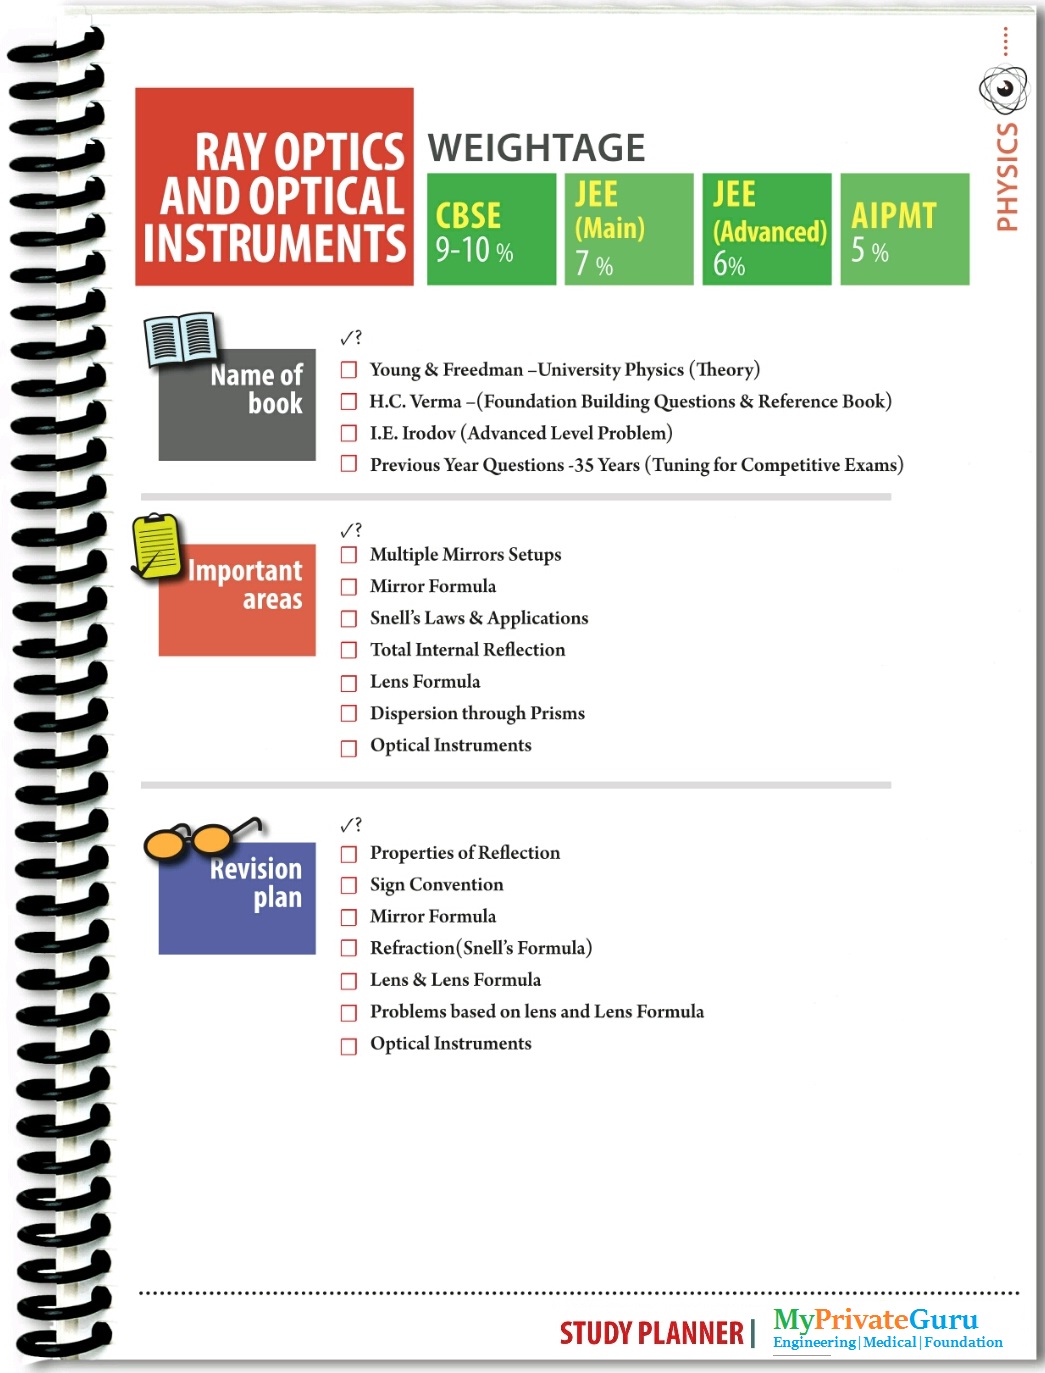 PHYSICS
RAY OPTICS
AND OPTICAL
INSTRUMENTS
WEIGHTAGE
CBSE
9-10 %
JEE
(Main)
7 %
JEE
(Advanced)
6%
AIPMT
5 %
Name of
book
✓?
Young & Freedman –University Physics (Theory)
H.C. Verma –(Foundation Building Questions & Reference Book)
I.E. Irodov (Advanced Level Problem)
Previous Year Questions -35 Years (Tuning for Competitive Exams)
Important
areas
✓?
Multiple Mirrors Setups
Mirror Formula
Snell’s Laws & Applications
Total Internal Reflection
Lens Formula
Dispersion through Prisms
Optical Instruments
Revision
plan
✓?
Properties of Reflection
Sign Convention
Mirror Formula
Refraction(Snell’s Formula)
Lens & Lens Formula
Problems based on lens and Lens Formula
Optical Instruments
STUDY PLANNER |
MyPrivateGuru
Engineering|Medical|Foundation